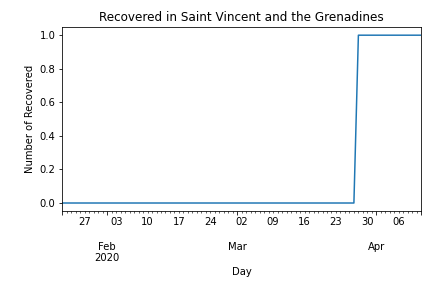 Recovered in Saint Vincent and the Grenadines
Number of Recovered
1.0
0.8
0.6
0.4
0.2
0.0
27 03 10 17 24 02 09 16 23 30 06
Feb Mar Apr
2020
Day